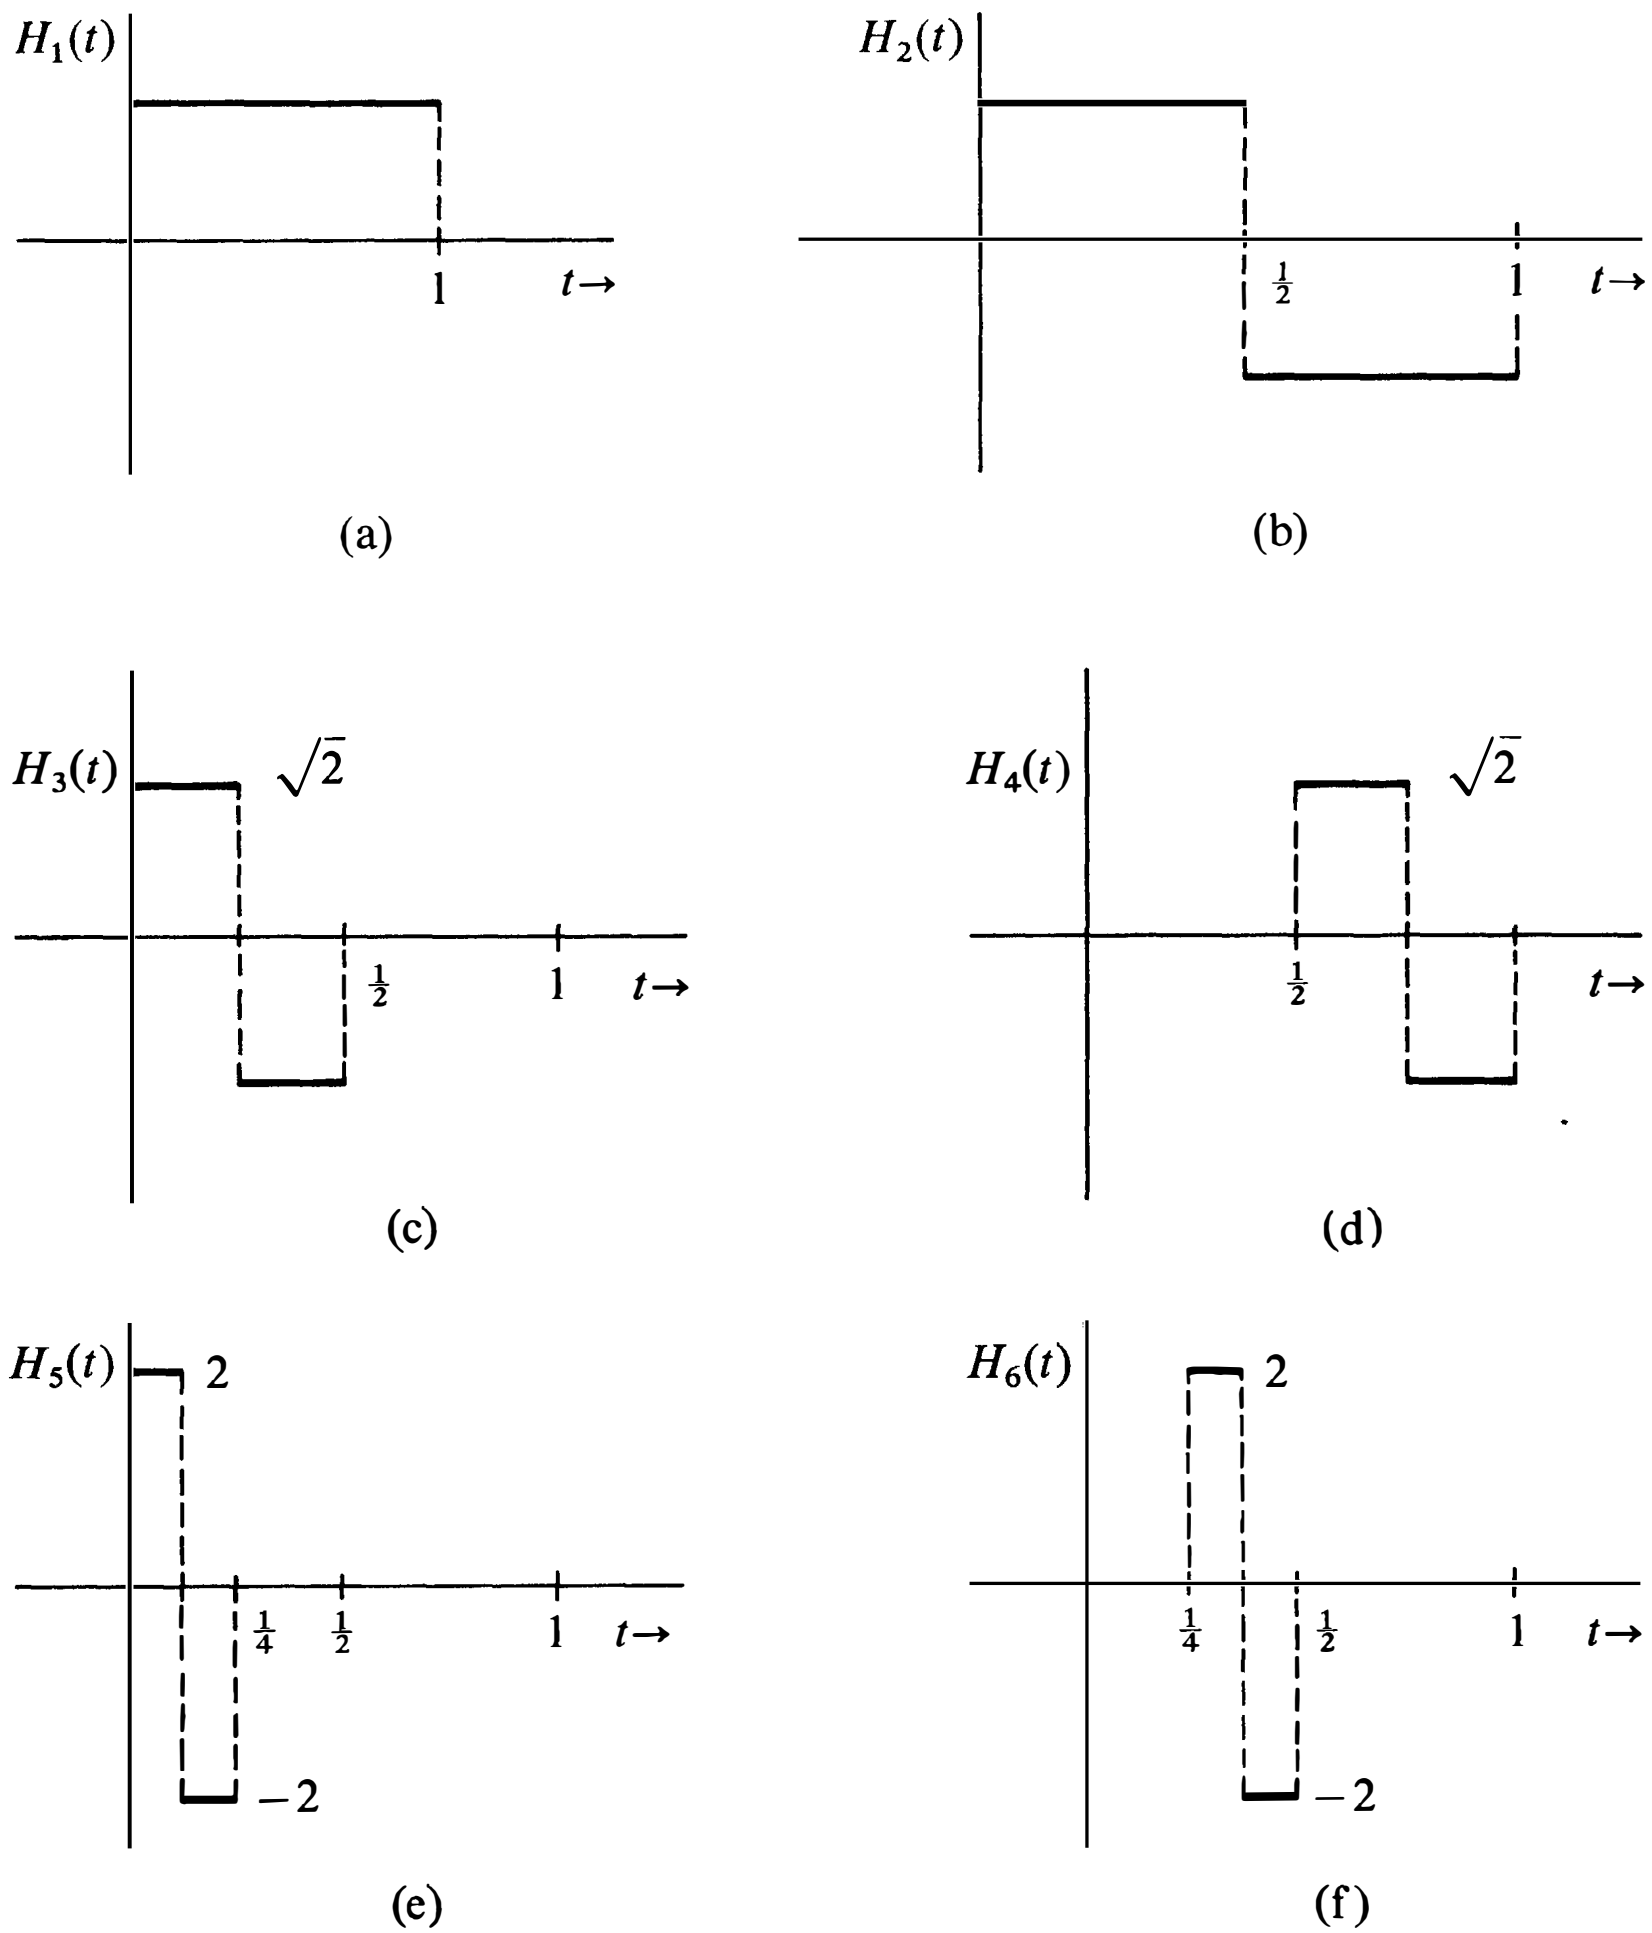 H₁(t)
1 t→
(a)
H₂(t)
½ 1 t→
(b)
H₃(t) √2
½ 1 t→
(c)
H₄(t) √2
½ t→
(d)
H₅(t) 2
¼ ½ 1 t→
−2
(e)
H₆(t) 2
¼ ½ 1 t→
−2
(f)